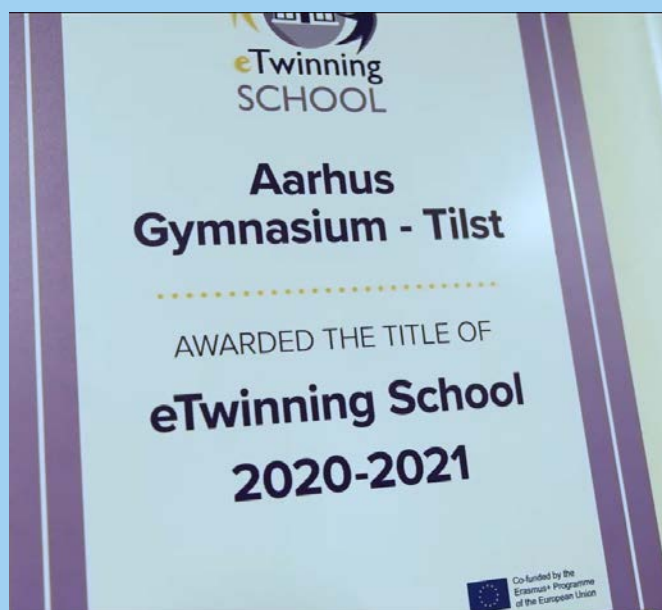 eTwinning
SCHOOL
Aarhus
Gymnasium - Tilst
AWARDED THE TITLE OF
eTwinning School
2020-2021
Co-funded by the
Erasmus+ Programme
of the European Union